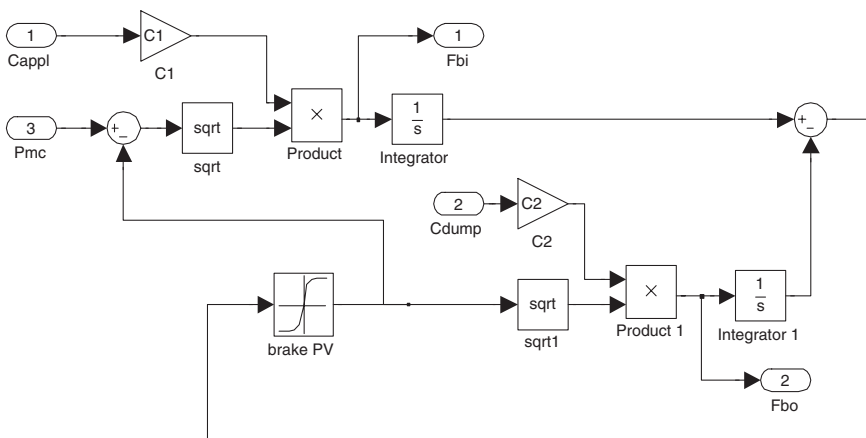 1
Cappl
C1
C1
1
Fbi
3
Pmc
+
–
sqrt
sqrt
×
Product
1
s
Integrator
+
–
2
Cdump
C2
C2
brake PV
sqrt
sqrt1
×
Product 1
1
s
Integrator 1
2
Fbo